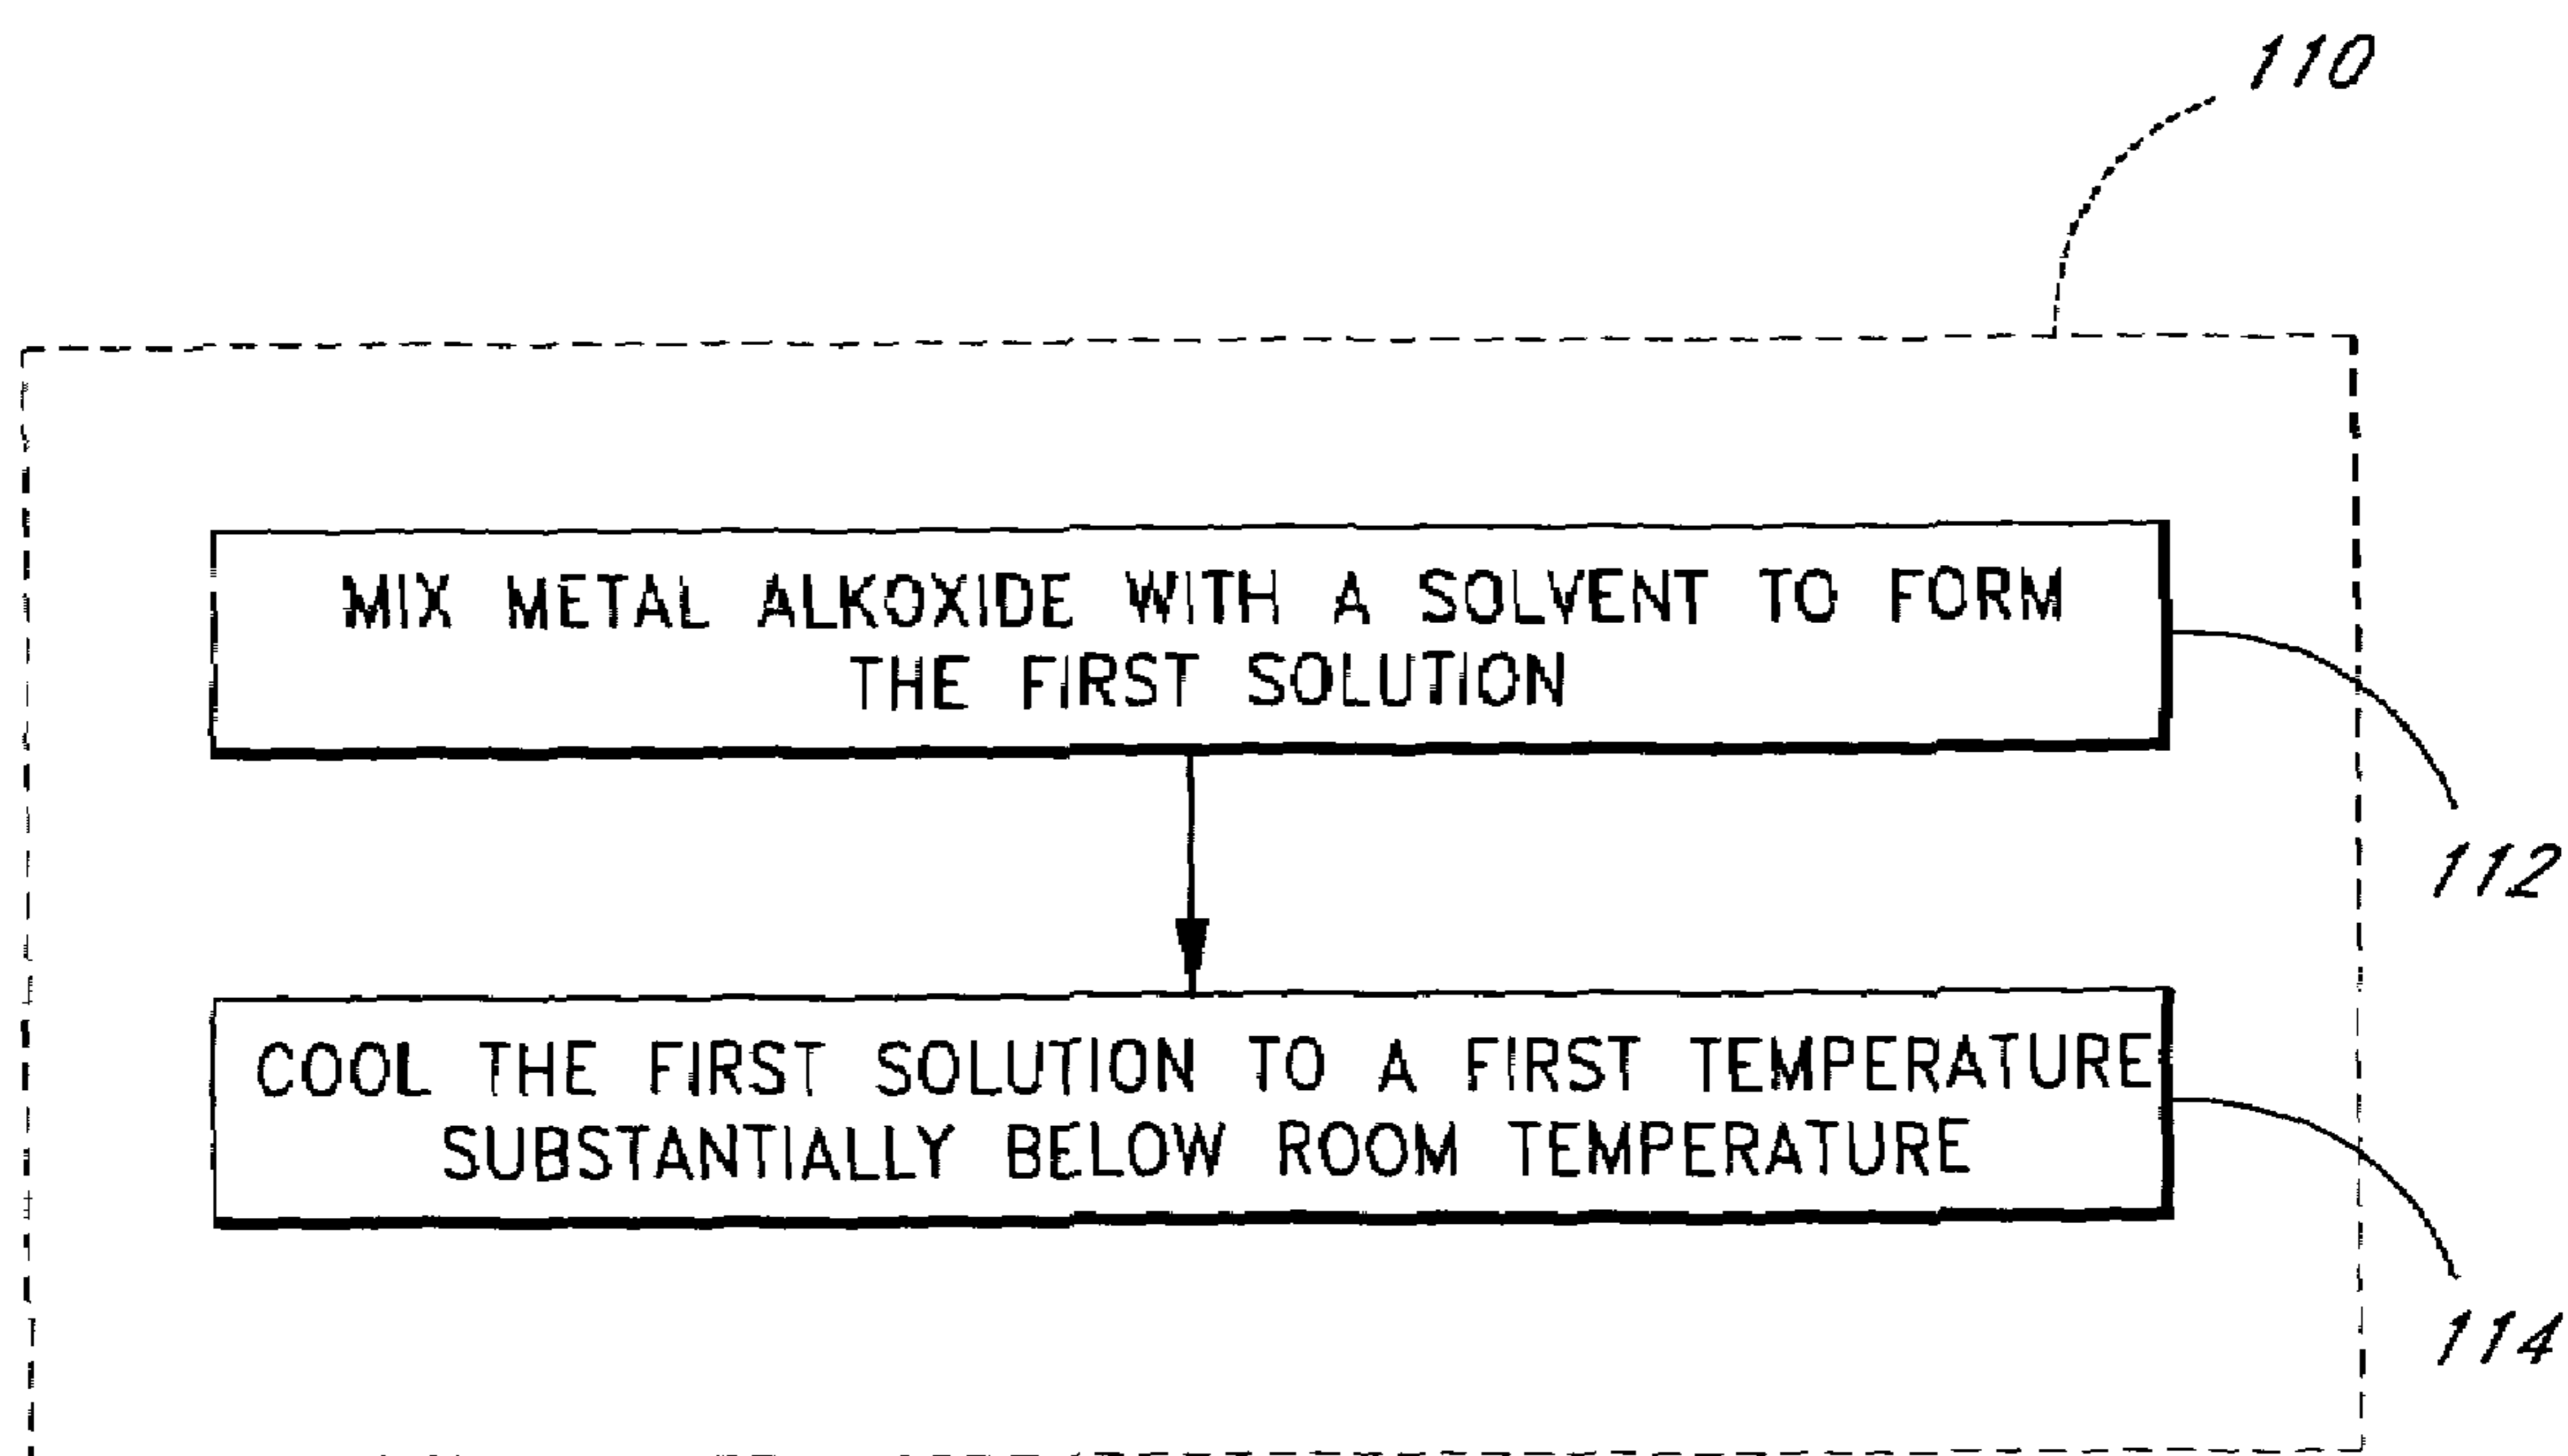 110
MIX METAL ALKOXIDE WITH A SOLVENT TO FORM
THE FIRST SOLUTION
112
COOL THE FIRST SOLUTION TO A FIRST TEMPERATURE
SUBSTANTIALLY BELOW ROOM TEMPERATURE
114